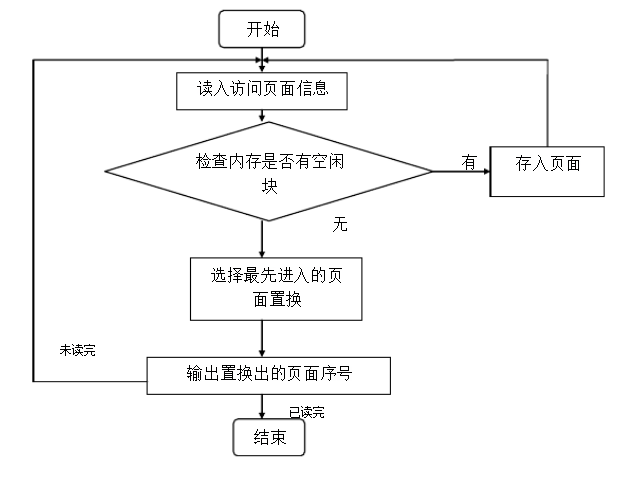 开始
读入访问页面信息
检查内存是否有空闲
块
有
存入页面
无
选择最先进入的页
面置换
未读完
输出置换出的页面序号
已读完
结束